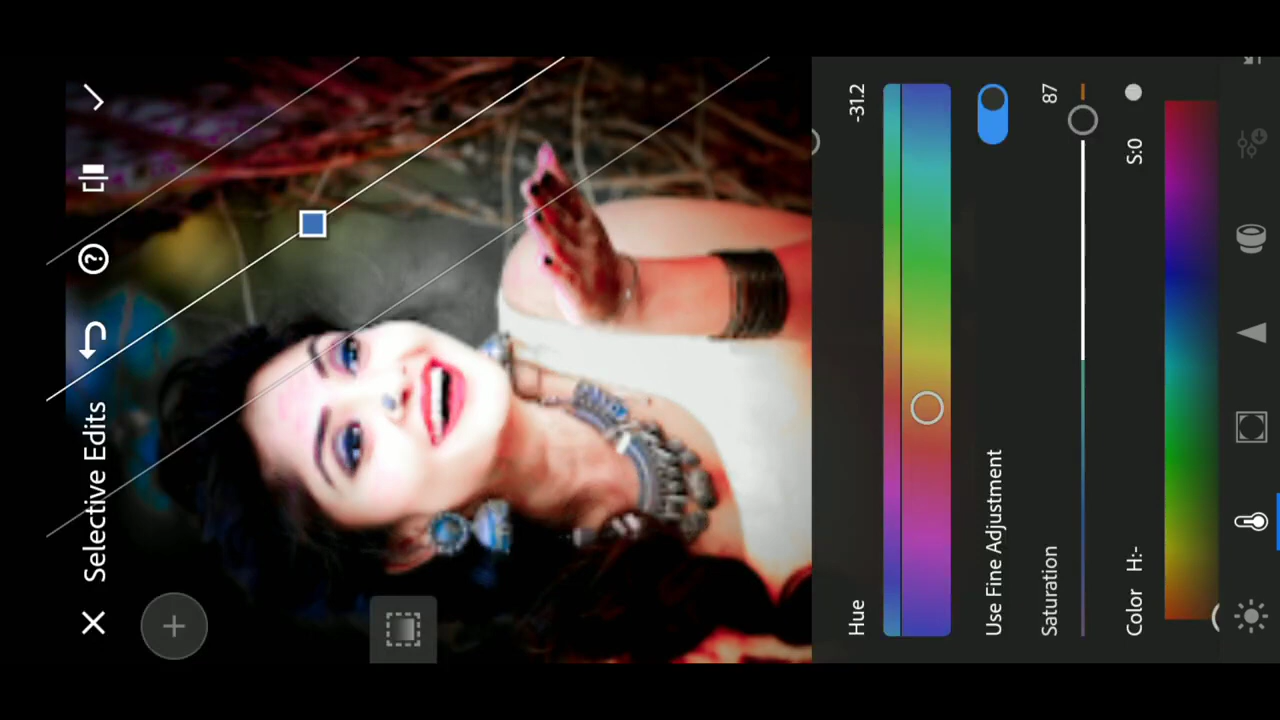 Selective Edits
Hue -31.2
Use Fine Adjustment
Saturation 87
Color H:- S:0